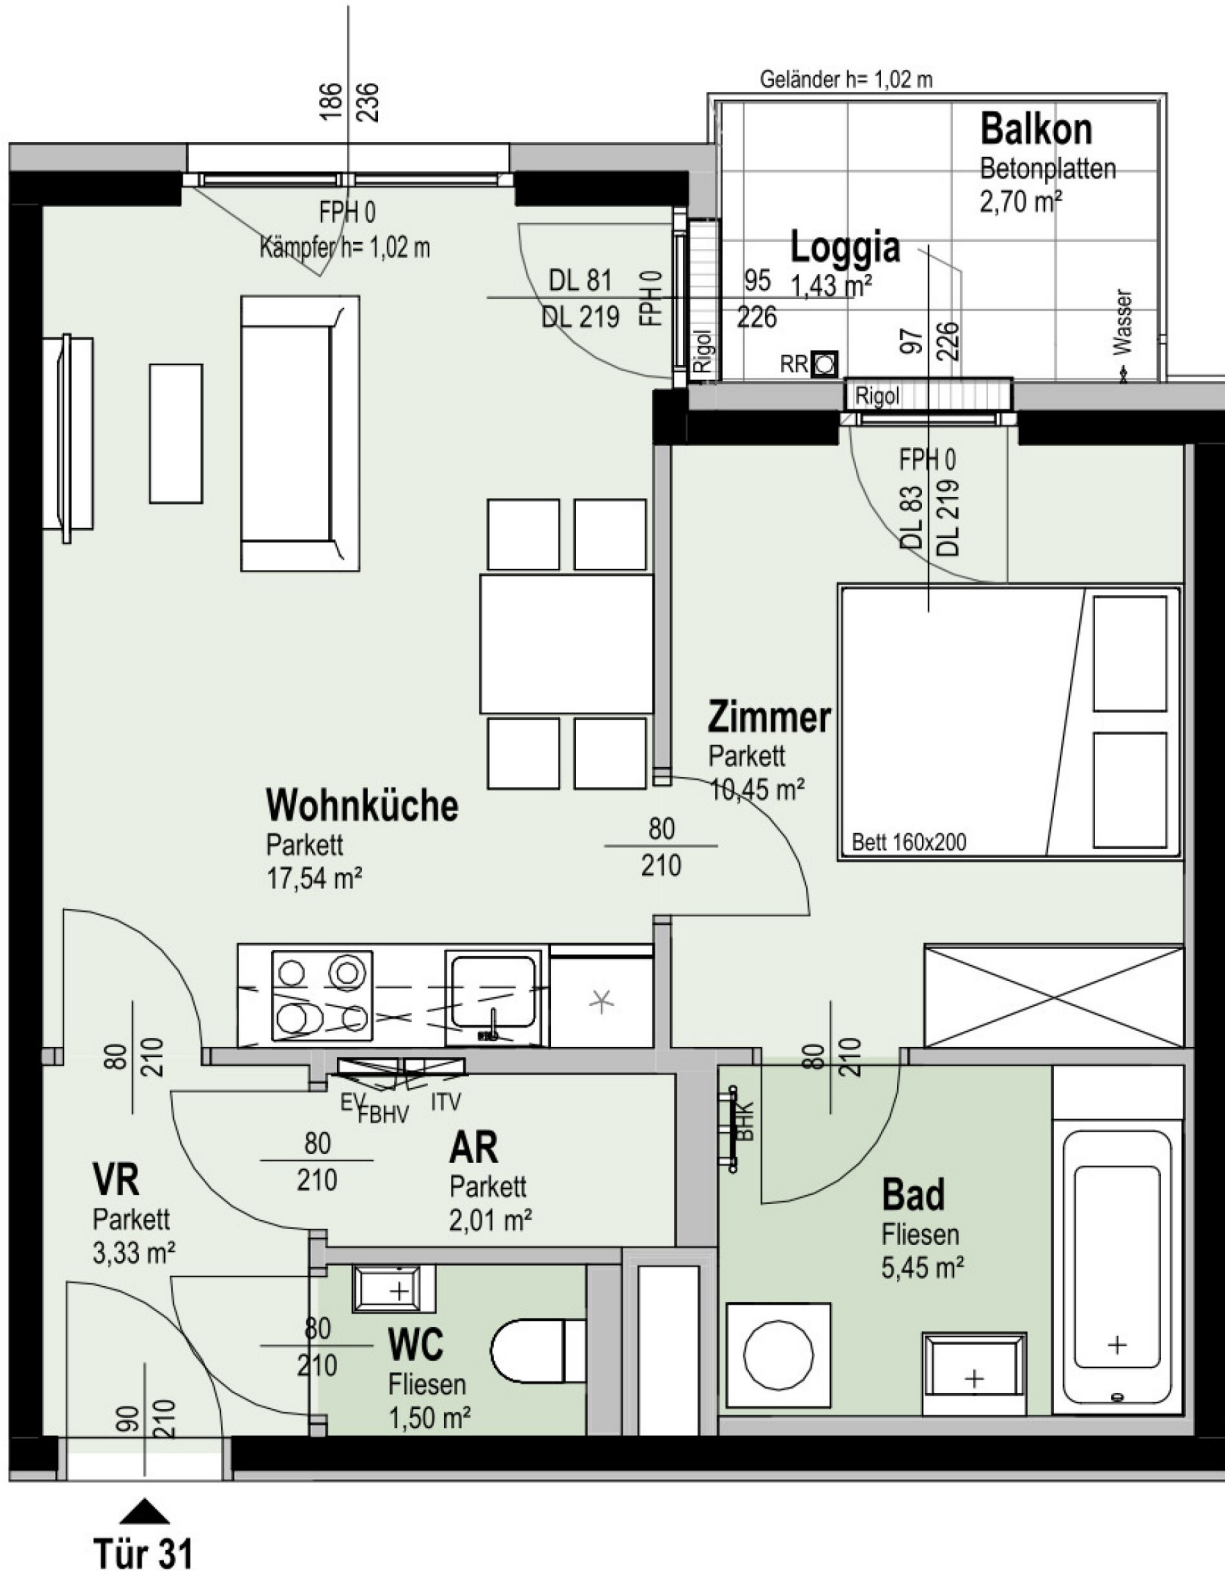 Geländer h= 1,02 m
186
236
Balkon
Betonplatten
2,70 m²
FPH 0
Kämpfer h= 1,02 m
Loggia
1,43 m²
DL 81
DL 219
FPH 0
95
226
Rigol
RR
97
226
Wasser
Rigol
FPH 0
DL 83
DL 219
Zimmer
Parkett
10,45 m²
Bett 160x200
Wohnküche
Parkett
17,54 m²
80
210
80
210
80
210
EV
FBHV
ITV
BHK
80
210
AR
Parkett
2,01 m²
VR
Parkett
3,33 m²
Bad
Fliesen
5,45 m²
80
210
WC
Fliesen
1,50 m²
90
210
Tür 31